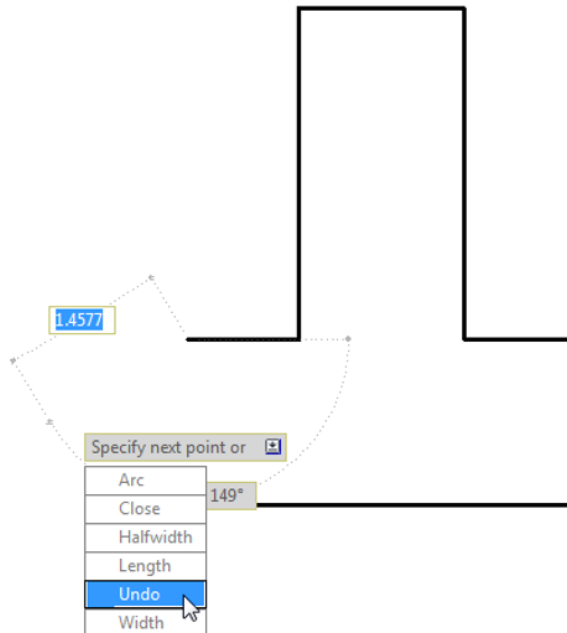 1.4577
Specify next point or
Arc
149°
Close
Halfwidth
Length
Undo
Width